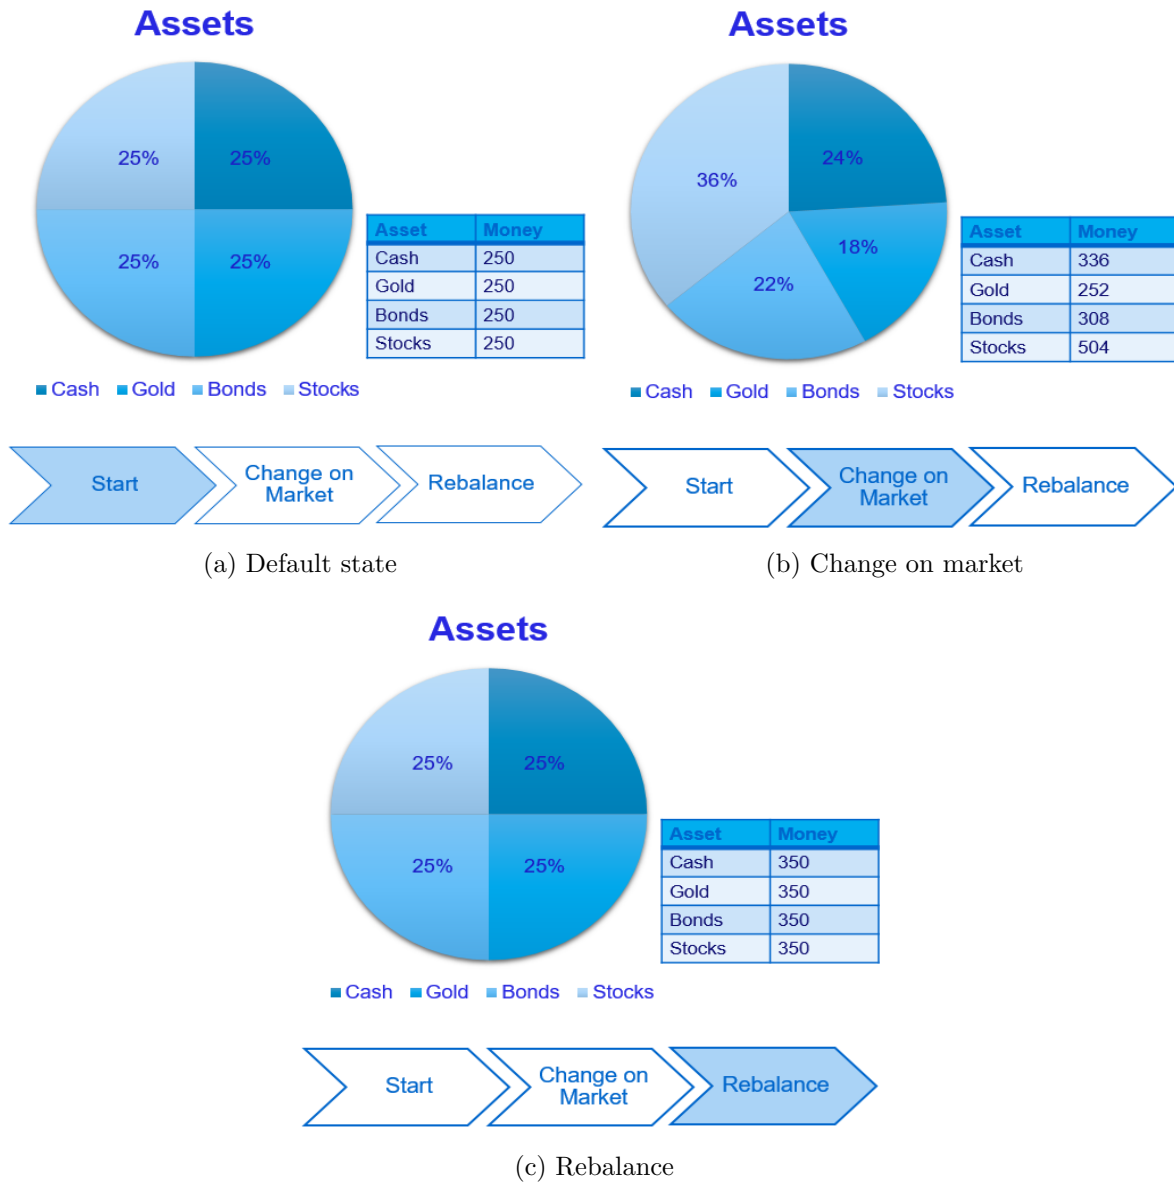 Assets
25% 25%
25% 25%
Asset Money
Cash 250
Gold 250
Bonds 250
Stocks 250
Cash Gold Bonds Stocks
Start
Change on
Market
Rebalance
(a) Default state
Assets
24%
36%
18%
22%
Asset Money
Cash 336
Gold 252
Bonds 308
Stocks 504
Cash Gold Bonds Stocks
Start
Change on
Market
Rebalance
(b) Change on market
Assets
25% 25%
25% 25%
Asset Money
Cash 350
Gold 350
Bonds 350
Stocks 350
Cash Gold Bonds Stocks
Start
Change on
Market
Rebalance
(c) Rebalance